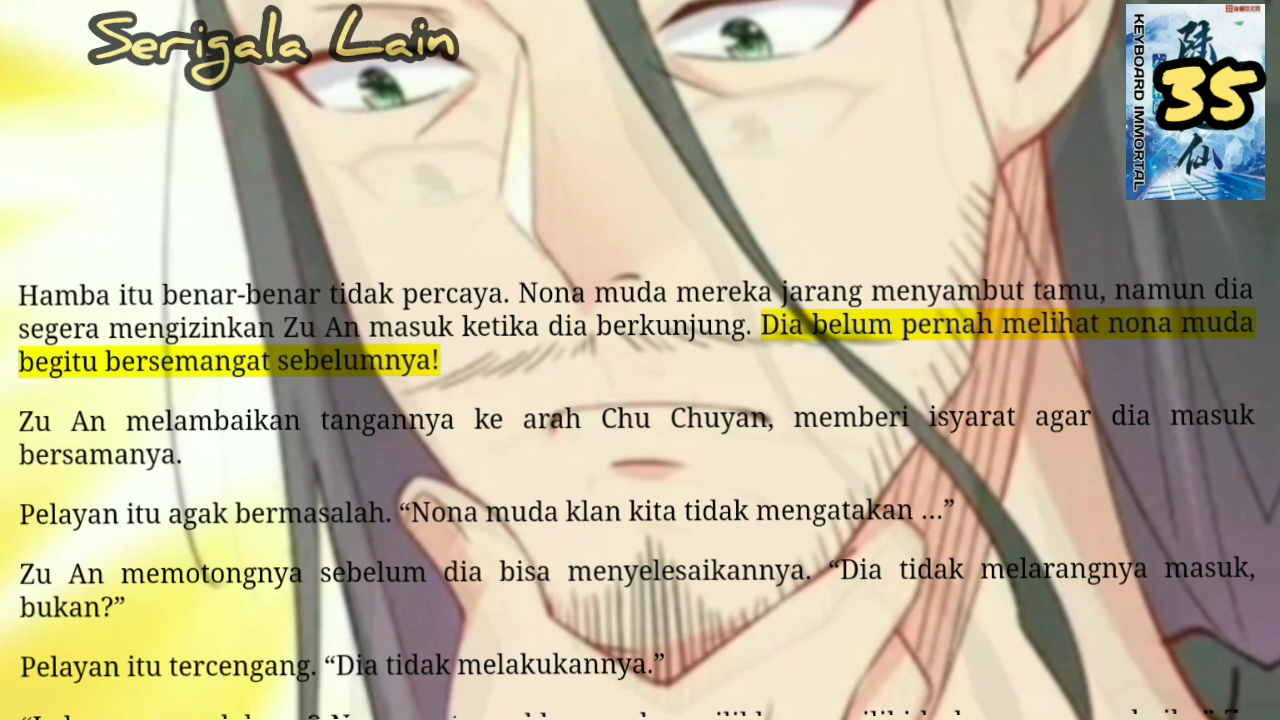 Serigala Lain
KEYBOARD IMMORTAL
35
仙
Hamba itu benar-benar tidak percaya. Nona muda mereka jarang menyambut tamu, namun dia
segera mengizinkan Zu An masuk ketika dia berkunjung. Dia belum pernah melihat nona muda
begitu bersemangat sebelumnya!
Zu An melambaikan tangannya ke arah Chu Chuyan, memberi isyarat agar dia masuk
bersamanya.
Pelayan itu agak bermasalah. “Nona muda klan kita tidak mengatakan ...”
Zu An memotongnya sebelum dia bisa menyelesaikannya. “Dia tidak melarangnya masuk,
bukan?”
Pelayan itu tercengang. “Dia tidak melakukannya.”